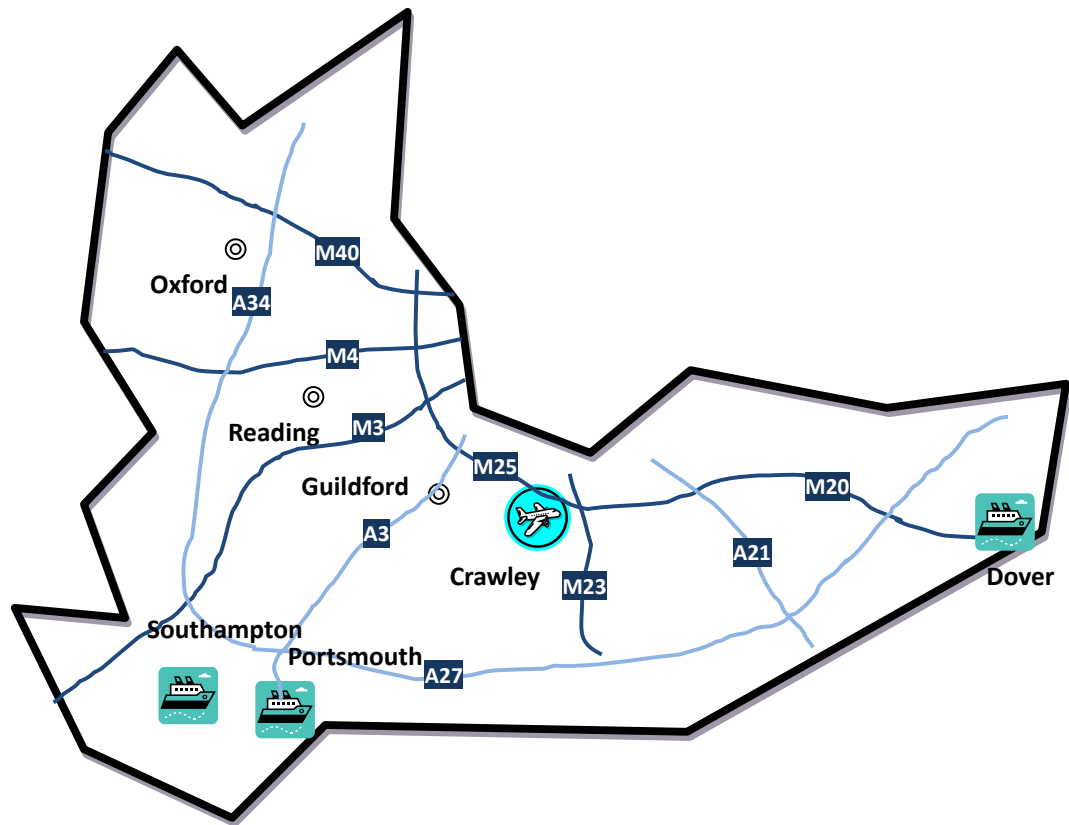 M40
Oxford
A34
M4
Reading
M3
Guildford
M25
M20
A3
A21
Crawley
M23
Dover
Southampton
Portsmouth
A27